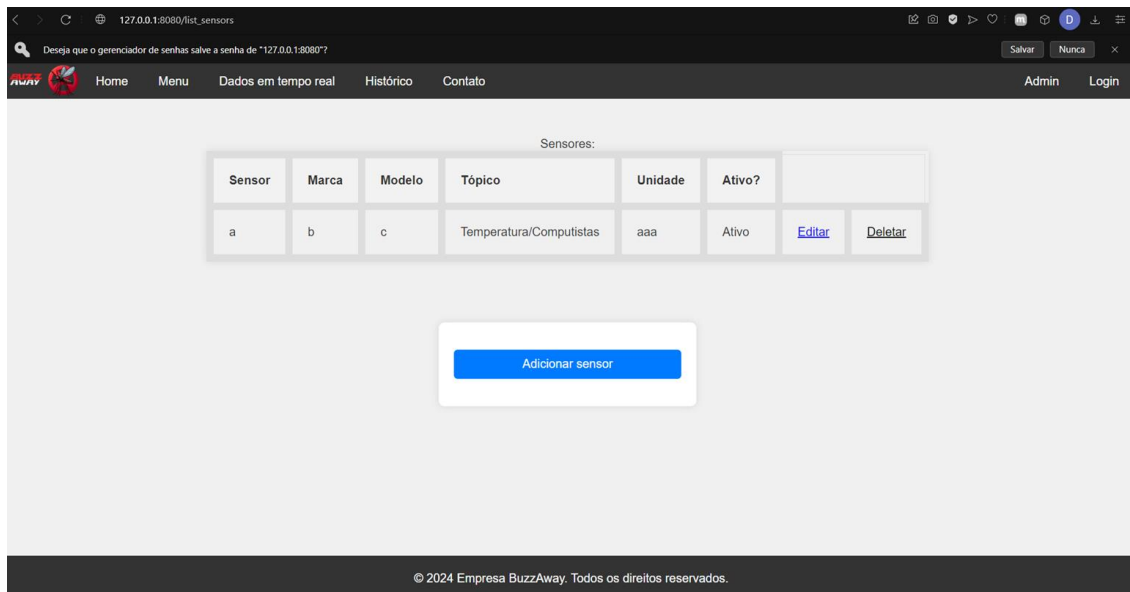 127.0.0.1:8080/list_sensors
D
Deseja que o gerenciador de senhas salve a senha de "127.0.0.1:8080"?
Salvar
Nunca
BUZZ
AWAY
Home
Menu
Dados em tempo real
Histórico
Contato
Admin
Login
Sensores:
Sensor Marca Modelo Tópico Unidade Ativo?
a b c Temperatura/Computistas aaa Ativo Editar Deletar
Adicionar sensor
© 2024 Empresa BuzzAway. Todos os direitos reservados.